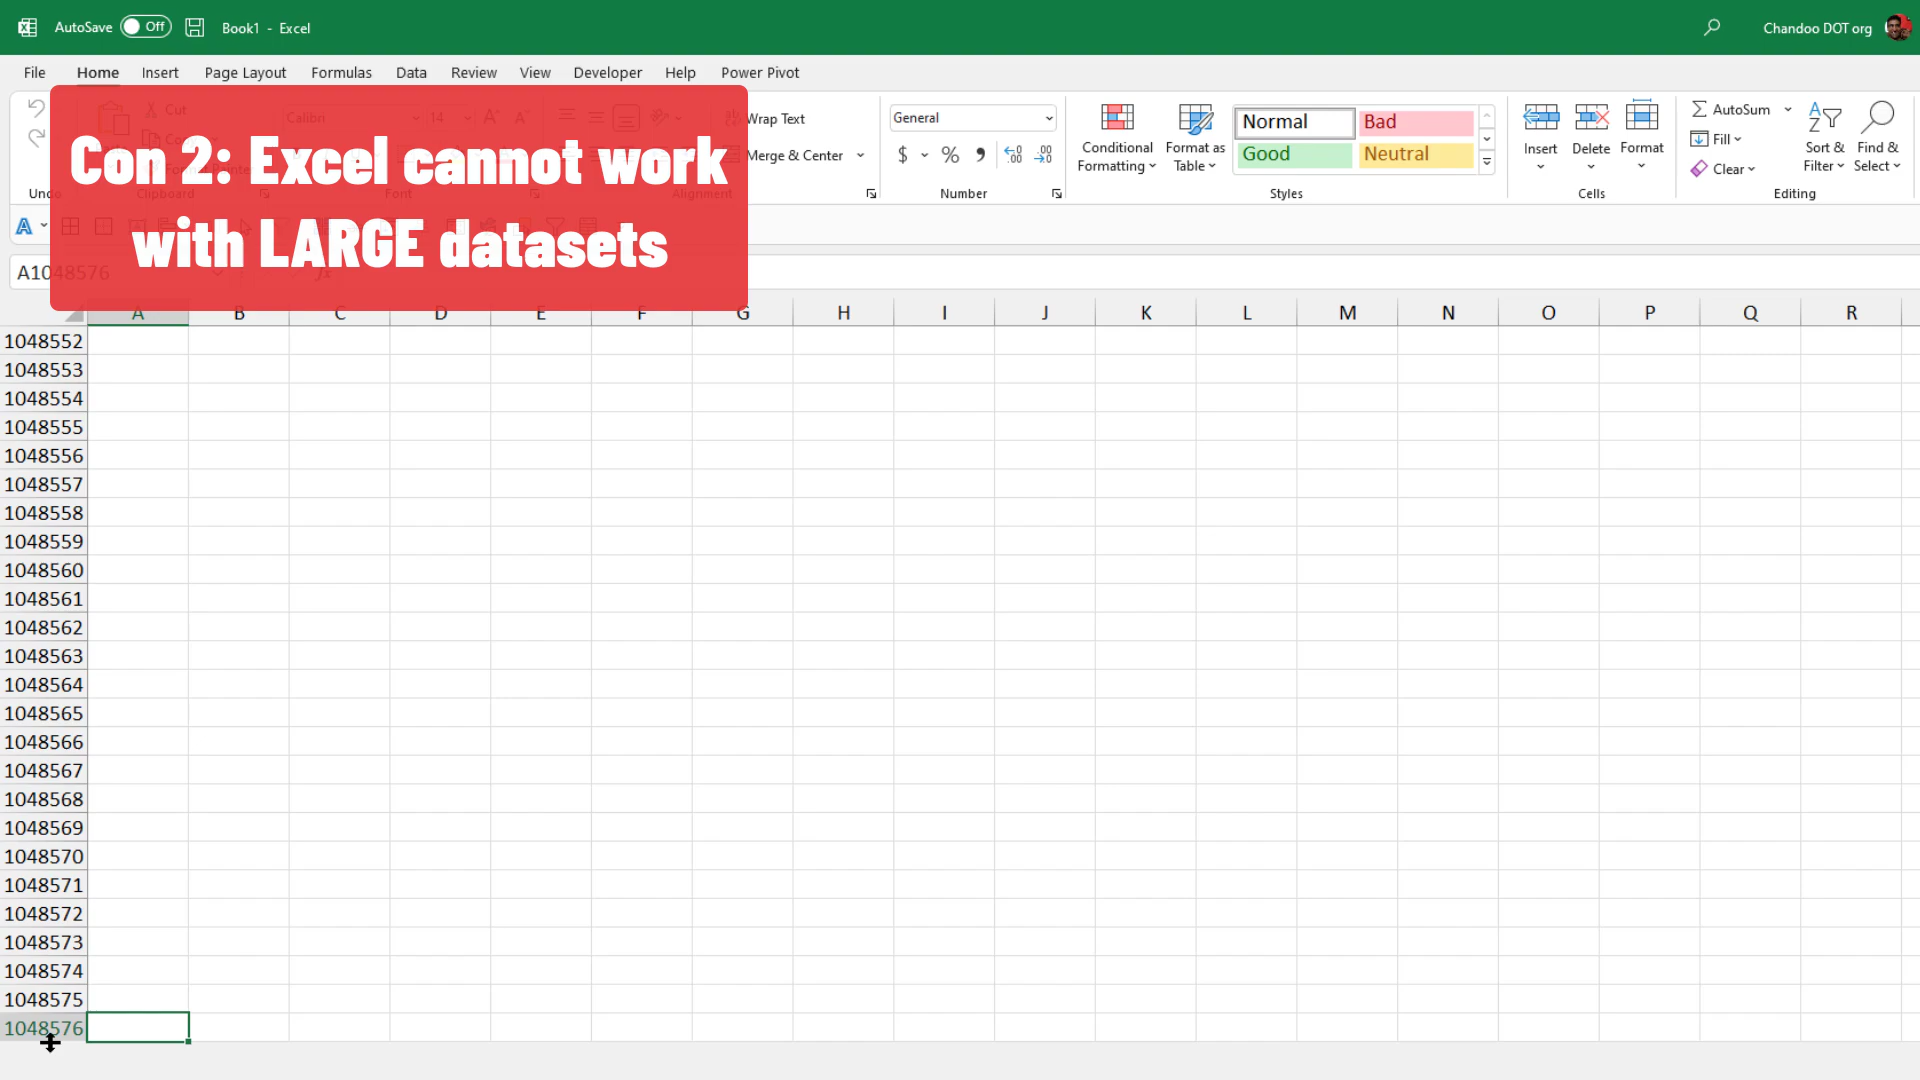 AutoSave Off Book1 - Excel Chandoo DOT org
File Home Insert Page Layout Formulas Data Review View Developer Help Power Pivot
Con 2: Excel cannot work
with LARGE datasets
Cut
Calibri 14
Wrap Text
Merge & Center
General
$ %
Conditional
Formatting
Format as
Table
Normal Bad
Good Neutral
Insert Delete Format
AutoSum
Fill
Clear
Sort &
Filter
Find &
Select
Undo Clipboard Font Alignment Number Styles Cells Editing
A1048576
A B C D E F G H I J K L M N O P Q R
1048552
1048553
1048554
1048555
1048556
1048557
1048558
1048559
1048560
1048561
1048562
1048563
1048564
1048565
1048566
1048567
1048568
1048569
1048570
1048571
1048572
1048573
1048574
1048575
1048576